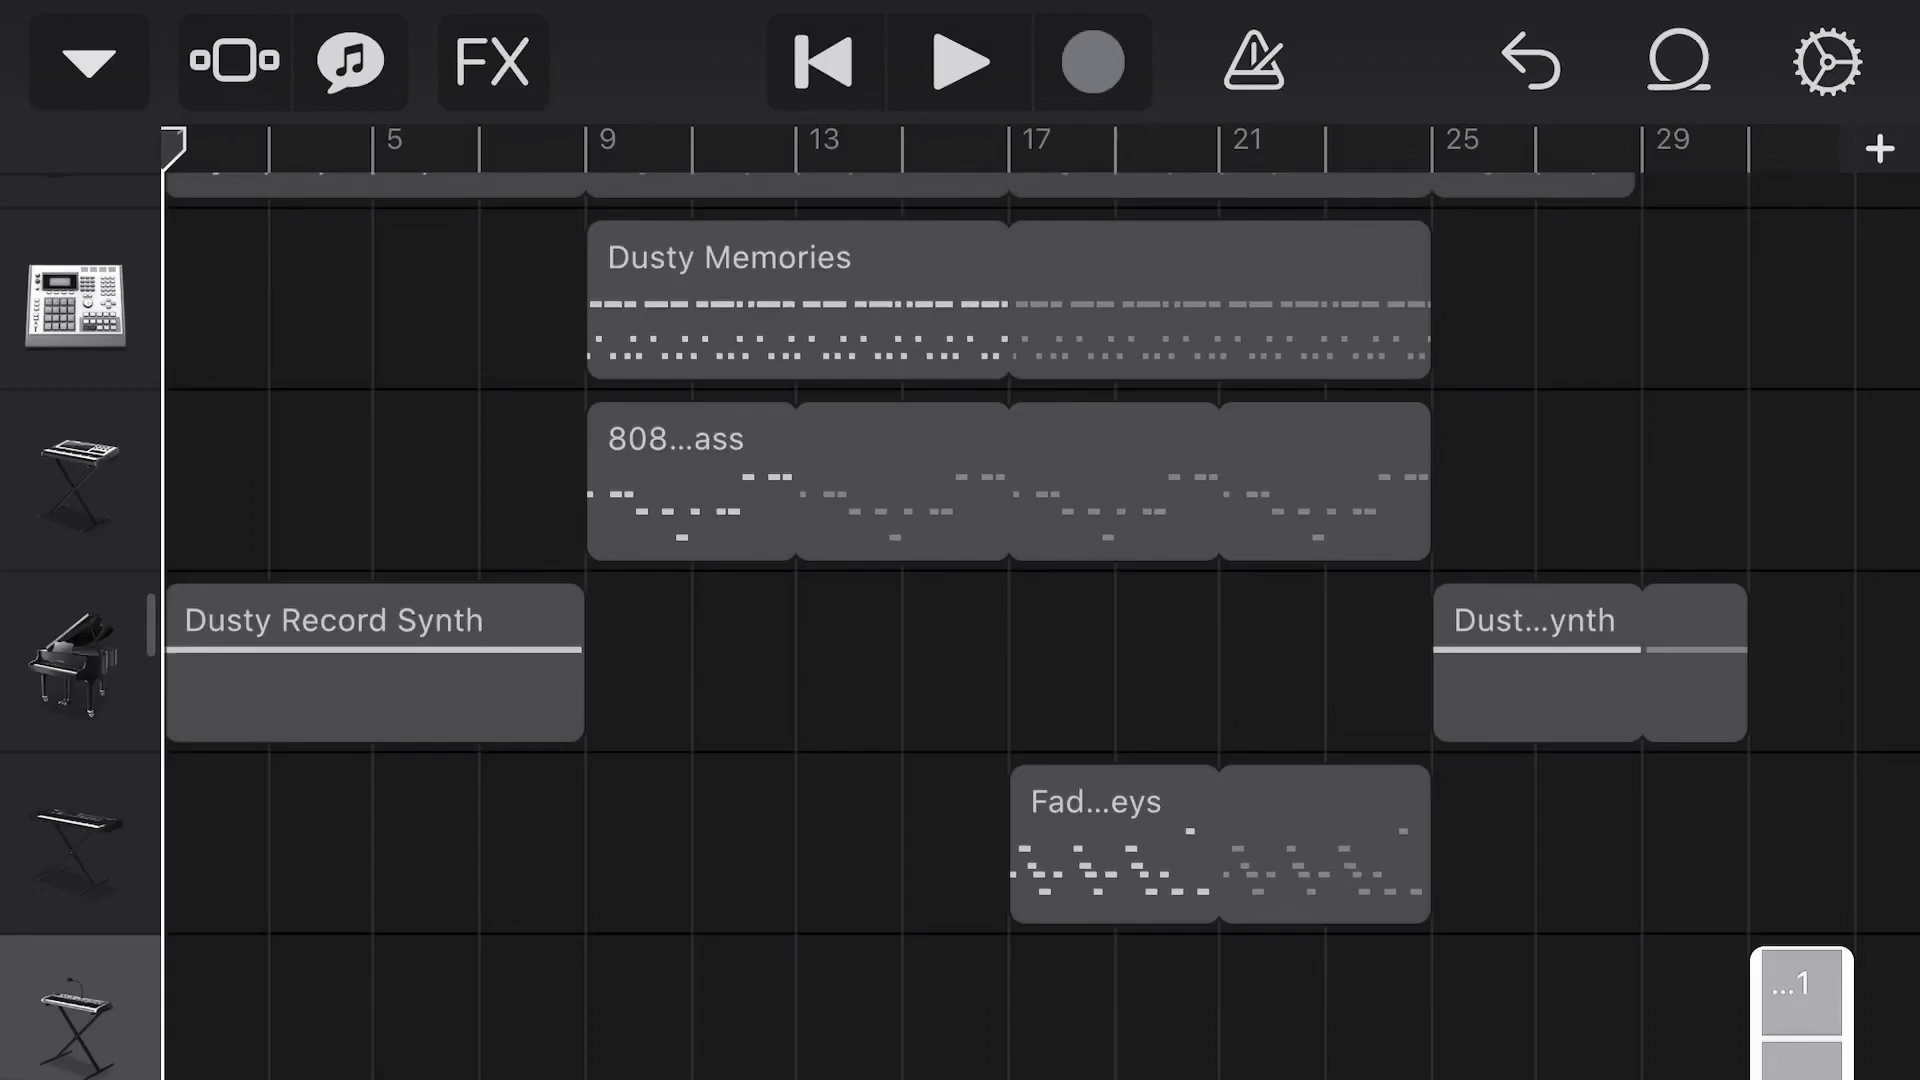 FX
5 9 13 17 21 25 29
Dusty Memories
808...ass
Dusty Record Synth
Dust...ynth
Fad...eys
...1